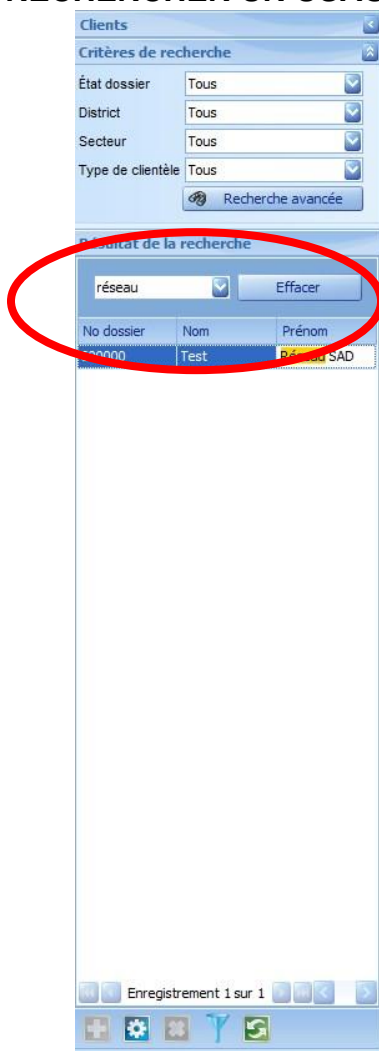 Clients
Critères de recherche
État dossier Tous
District Tous
Secteur Tous
Type de clientèle Tous
Recherche avancée
Résultat de la recherche
réseau Effacer
No dossier Nom Prénom
Test Réseau SAD
Enregistrement 1 sur 1